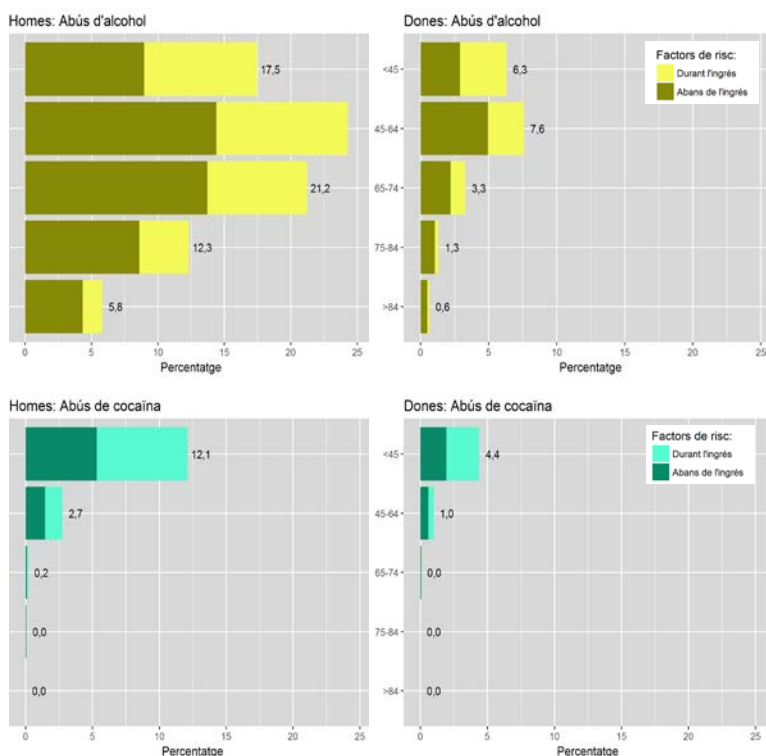 Homes: Abús d'alcohol
17,5
21,2
12,3
5,8
0 5 10 15 20 25
Percentatge
Dones: Abús d'alcohol
Factors de risc:
Durant l'ingrés
Abans de l'ingrés
<45
45-64
65-74
75-84
>84
6,3
7,6
3,3
1,3
0,6
0 5 10 15 20 25
Percentatge
Homes: Abús de cocaïna
12,1
2,7
0,2
0,0
0,0
0 5 10 15 20 25
Percentatge
Dones: Abús de cocaïna
Factors de risc:
Durant l'ingrés
Abans de l'ingrés
<45
45-64
65-74
75-84
>84
4,4
1,0
0,0
0,0
0,0
0 5 10 15 20 25
Percentatge